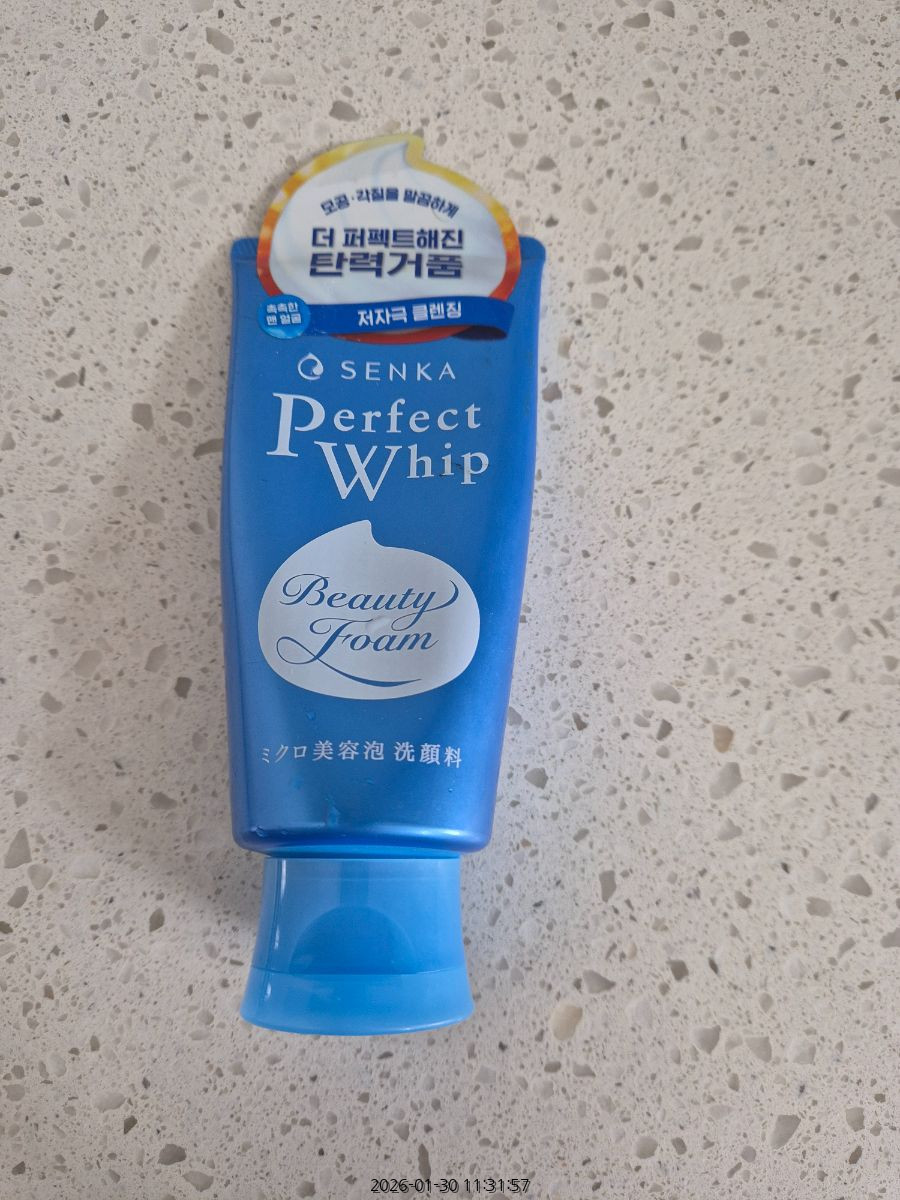 모공·각질을 말끔하게
더 퍼펙트해진
탄력거품
촉촉한
맨 얼굴
저자극 클렌징
SENKA
Perfect
Whip
Beauty
Foam
ミクロ美容泡 洗顔料
2026-01-30 11:31:57